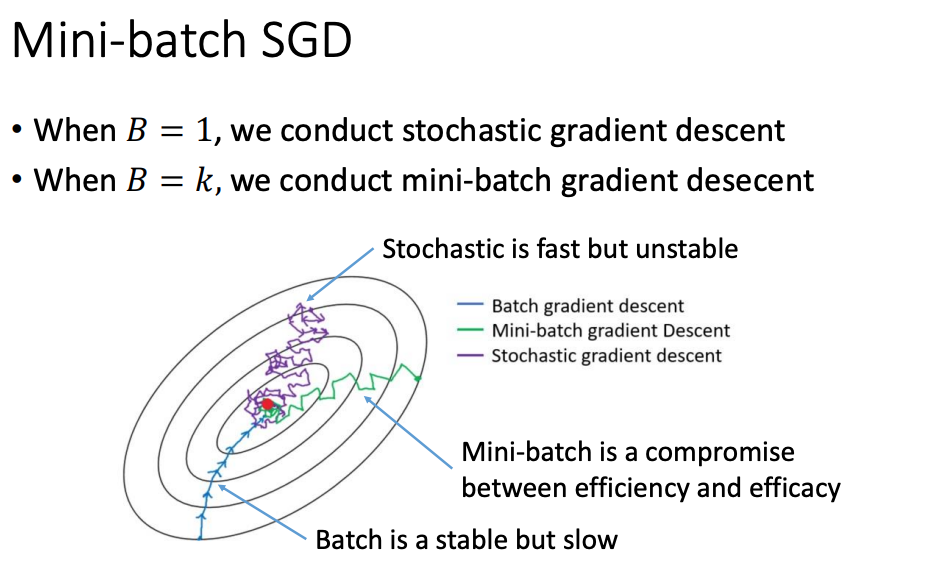 Mini-batch SGD
• When B = 1, we conduct stochastic gradient descent
• When B = k, we conduct mini-batch gradient desecent
Stochastic is fast but unstable
Batch gradient descent
Mini-batch gradient Descent
Stochastic gradient descent
Mini-batch is a compromise
between efficiency and efficacy
Batch is a stable but slow